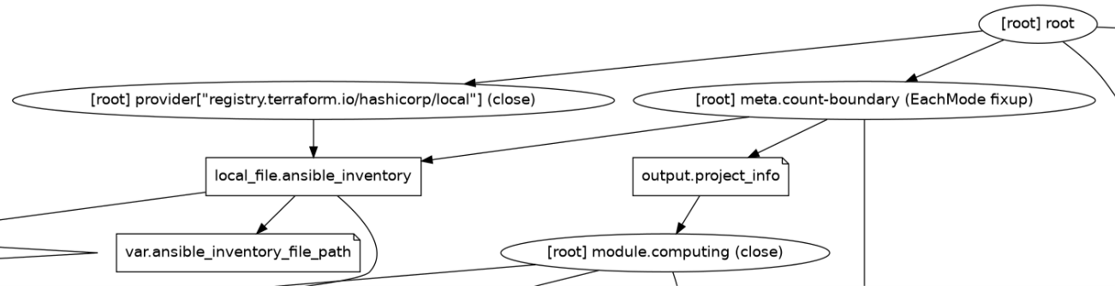 [root] root
[root] provider["registry.terraform.io/hashicorp/local"] (close)
[root] meta.count-boundary (EachMode fixup)
local_file.ansible_inventory
output.project_info
var.ansible_inventory_file_path
[root] module.computing (close)